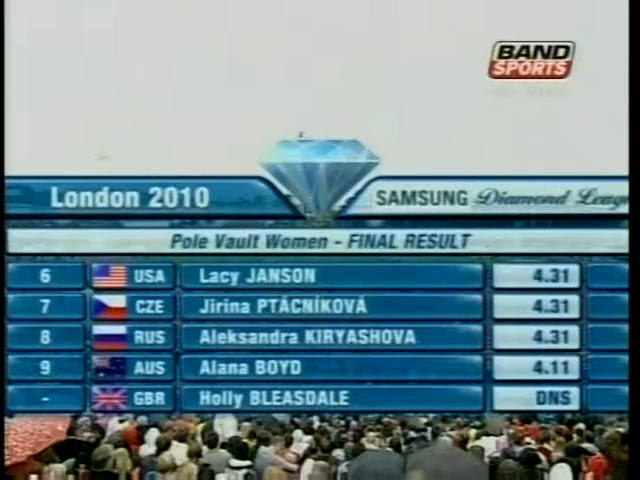 BAND
SPORTS
London 2010 SAMSUNG Diamond Leag
Pole Vault Women - FINAL RESULT
6 USA Lacy JANSON 4.31
7 CZE Jirina PTÁCNÍKOVÁ 4.31
8 RUS Aleksandra KIRYASHOVA 4.31
9 AUS Alana BOYD 4.11
- GBR Holly BLEASDALE DNS